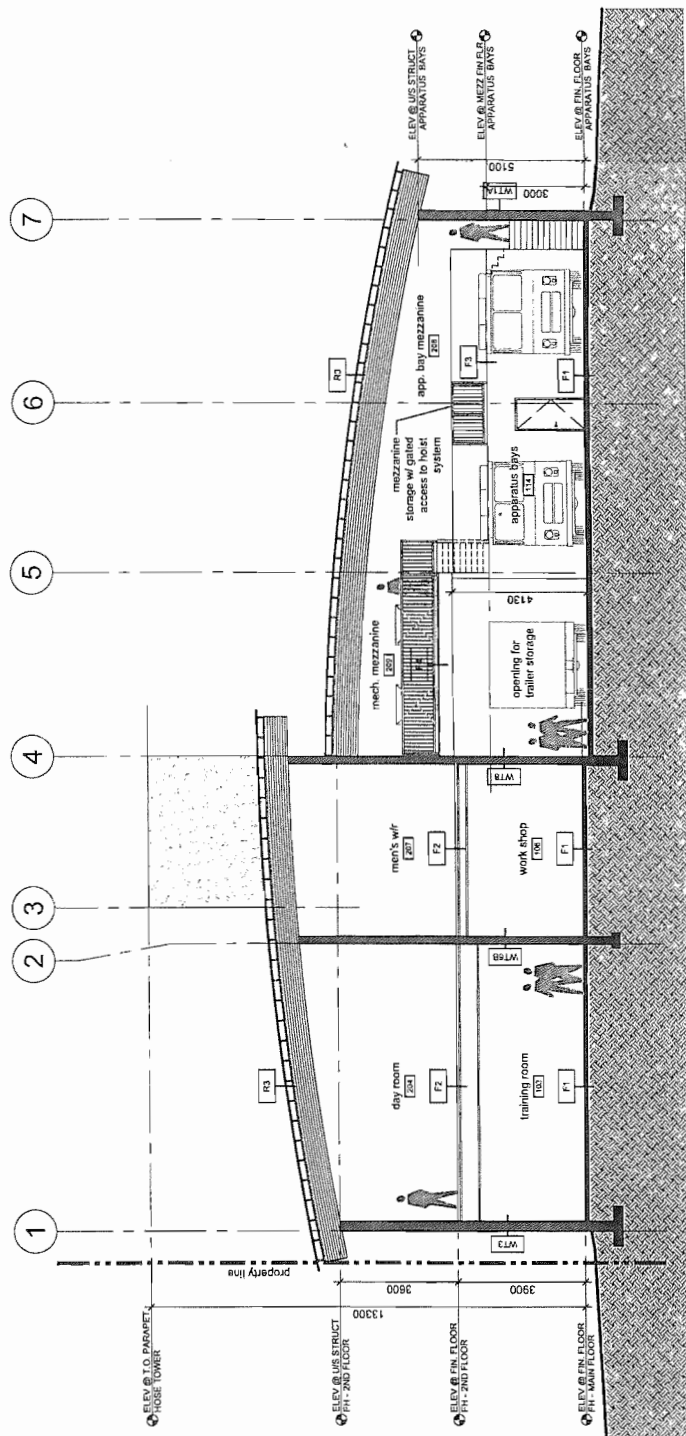 1
2
3
4
5
6
7
ELEV @ T.O. PARAPET
HOSE TOWER
ELEV @ U/S STRUCT
FH - 2ND FLOOR
ELEV @ FIN. FLOOR
FH - 2ND FLOOR
ELEV @ FIN. FLOOR
FH - MAIN FLOOR
13300
3600
3900
property line
R3
day room
204
F2
training room
F1
WT3
WT6B
men's w/r
207
F2
work shop
106
F1
WT8
mech. mezzanine
209
opening for
trailer storage
4130
R3
mezzanine
storage w/ gated
access to hoist
system
app. bay mezzanine
208
F3
apparatus bays
114
F1
WT1A
3000
5100
ELEV @ U/S STRUCT
APPARATUS BAYS
ELEV @ MEZZ FIN FLR
APPARATUS BAYS
ELEV @ FIN. FLOOR
APPARATUS BAYS